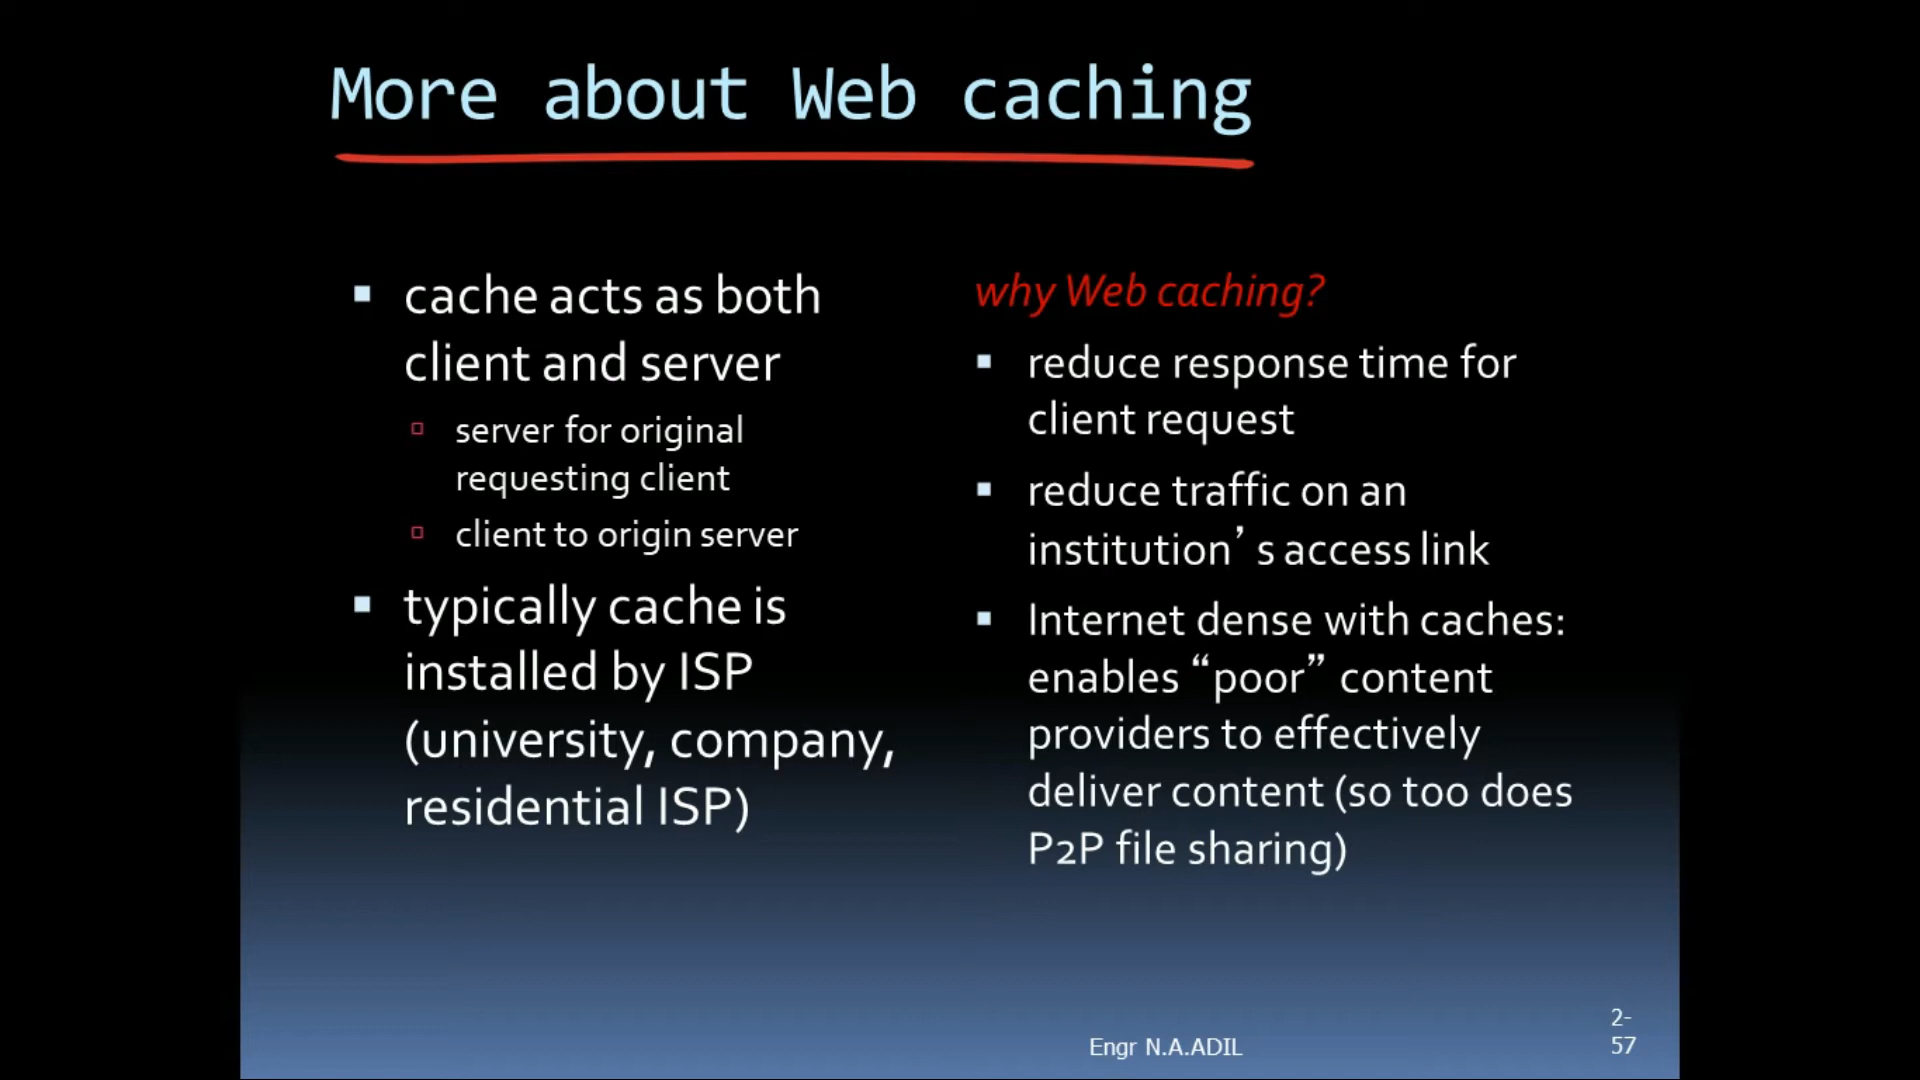 More about Web caching
cache acts as both
client and server
server for original
requesting client
client to origin server
typically cache is
installed by ISP
(university, company,
residential ISP)
why Web caching?
reduce response time for
client request
reduce traffic on an
institution’ s access link
Internet dense with caches:
enables “poor” content
providers to effectively
deliver content (so too does
P2P file sharing)
Engr N.A.ADIL
2-
57